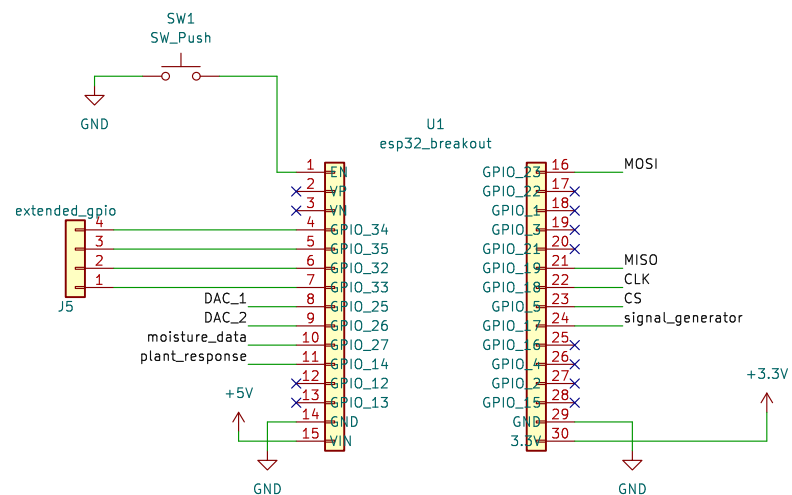 SW1
SW_Push
GND
U1
esp32_breakout
1 EN
2 VP
3 VN
4 GPIO_34
5 GPIO_35
6 GPIO_32
7 GPIO_33
8 GPIO_25
9 GPIO_26
10 GPIO_27
11 GPIO_14
12 GPIO_12
13 GPIO_13
14 GND
15 VIN
extended_gpio
4
3
2
1
J5
DAC_1
DAC_2
moisture_data
plant_response
+5V
GND
GPIO_23 16 MOSI
GPIO_22 17
GPIO_1 18
GPIO_3 19
GPIO_21 20
GPIO_19 21 MISO
GPIO_18 22 CLK
GPIO_5 23 CS
GPIO_17 24 signal_generator
GPIO_16 25
GPIO_4 26
GPIO_2 27
GPIO_15 28
GND 29
3.3V 30
+3.3V
GND